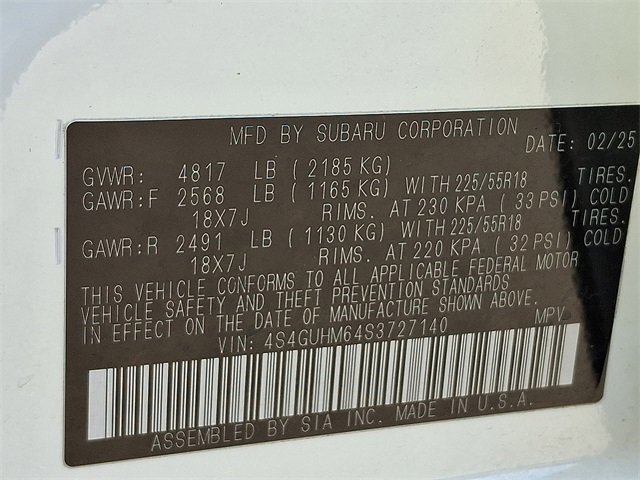 MFD BY SUBARU CORPORATION DATE: 02/25
GVWR: 4817 LB (2185 KG)
GAWR:F 2568 LB (1165 KG) WITH 225/55R18 TIRES.
18X7J RIMS. AT 230 KPA (33 PSI) COLD
GAWR:R 2491 LB (1130 KG) WITH 225/55R18 TIRES.
18X7J RIMS. AT 220 KPA (32 PSI) COLD
THIS VEHICLE CONFORMS TO ALL APPLICABLE FEDERAL MOTOR
VEHICLE SAFETY AND THEFT PREVENTION STANDARDS
IN EFFECT ON THE DATE OF MANUFACTURE SHOWN ABOVE.
VIN: 4S4GUHM64S3727140 MPV
ASSEMBLED BY SIA INC. MADE IN U.S.A.